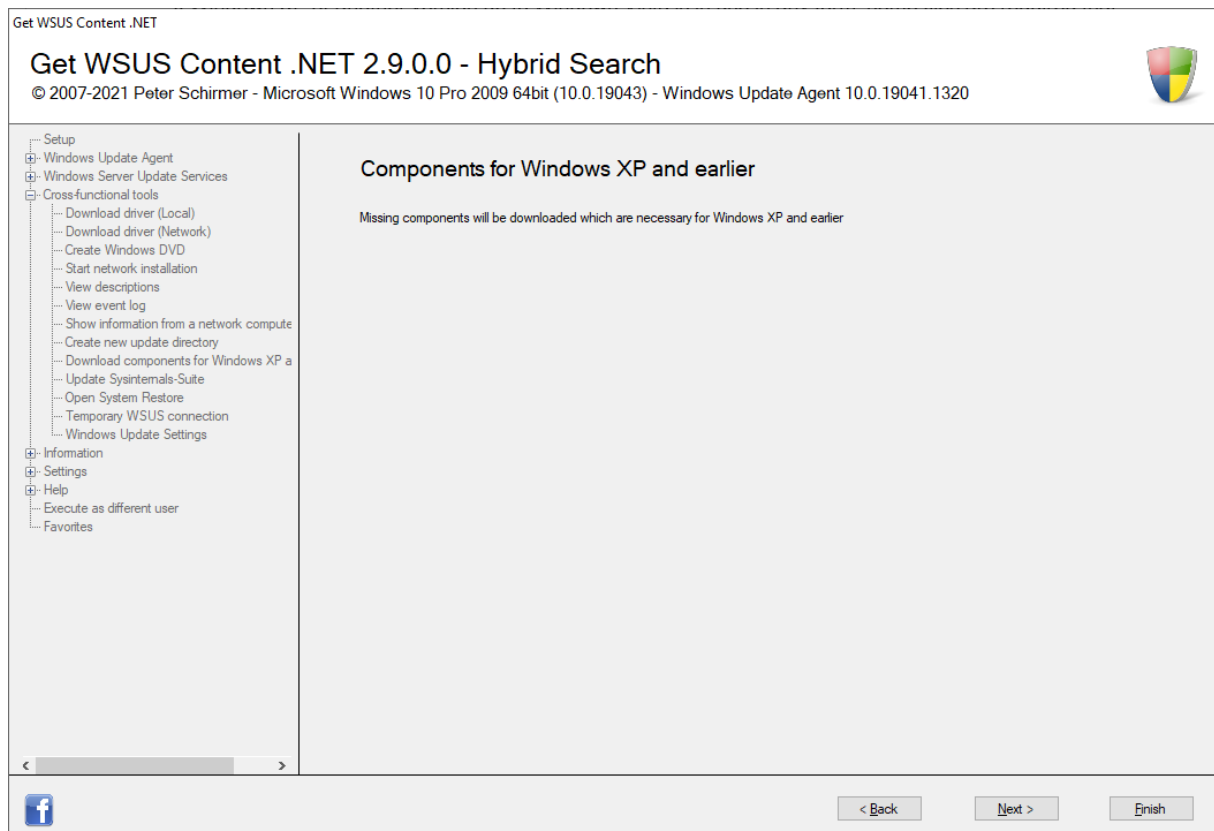 Get WSUS Content .NET
Get WSUS Content .NET 2.9.0.0 - Hybrid Search
© 2007-2021 Peter Schirmer - Microsoft Windows 10 Pro 2009 64bit (10.0.19043) - Windows Update Agent 10.0.19041.1320
Setup
Windows Update Agent
Windows Server Update Services
Cross-functional tools
Download driver (Local)
Download driver (Network)
Create Windows DVD
Start network installation
View descriptions
View event log
Show information from a network compute
Create new update directory
Download components for Windows XP a
Update Sysinternals-Suite
Open System Restore
Temporary WSUS connection
Windows Update Settings
Information
Settings
Help
Execute as different user
Favorites
Components for Windows XP and earlier
Missing components will be downloaded which are necessary for Windows XP and earlier
< Back
Next >
Finish